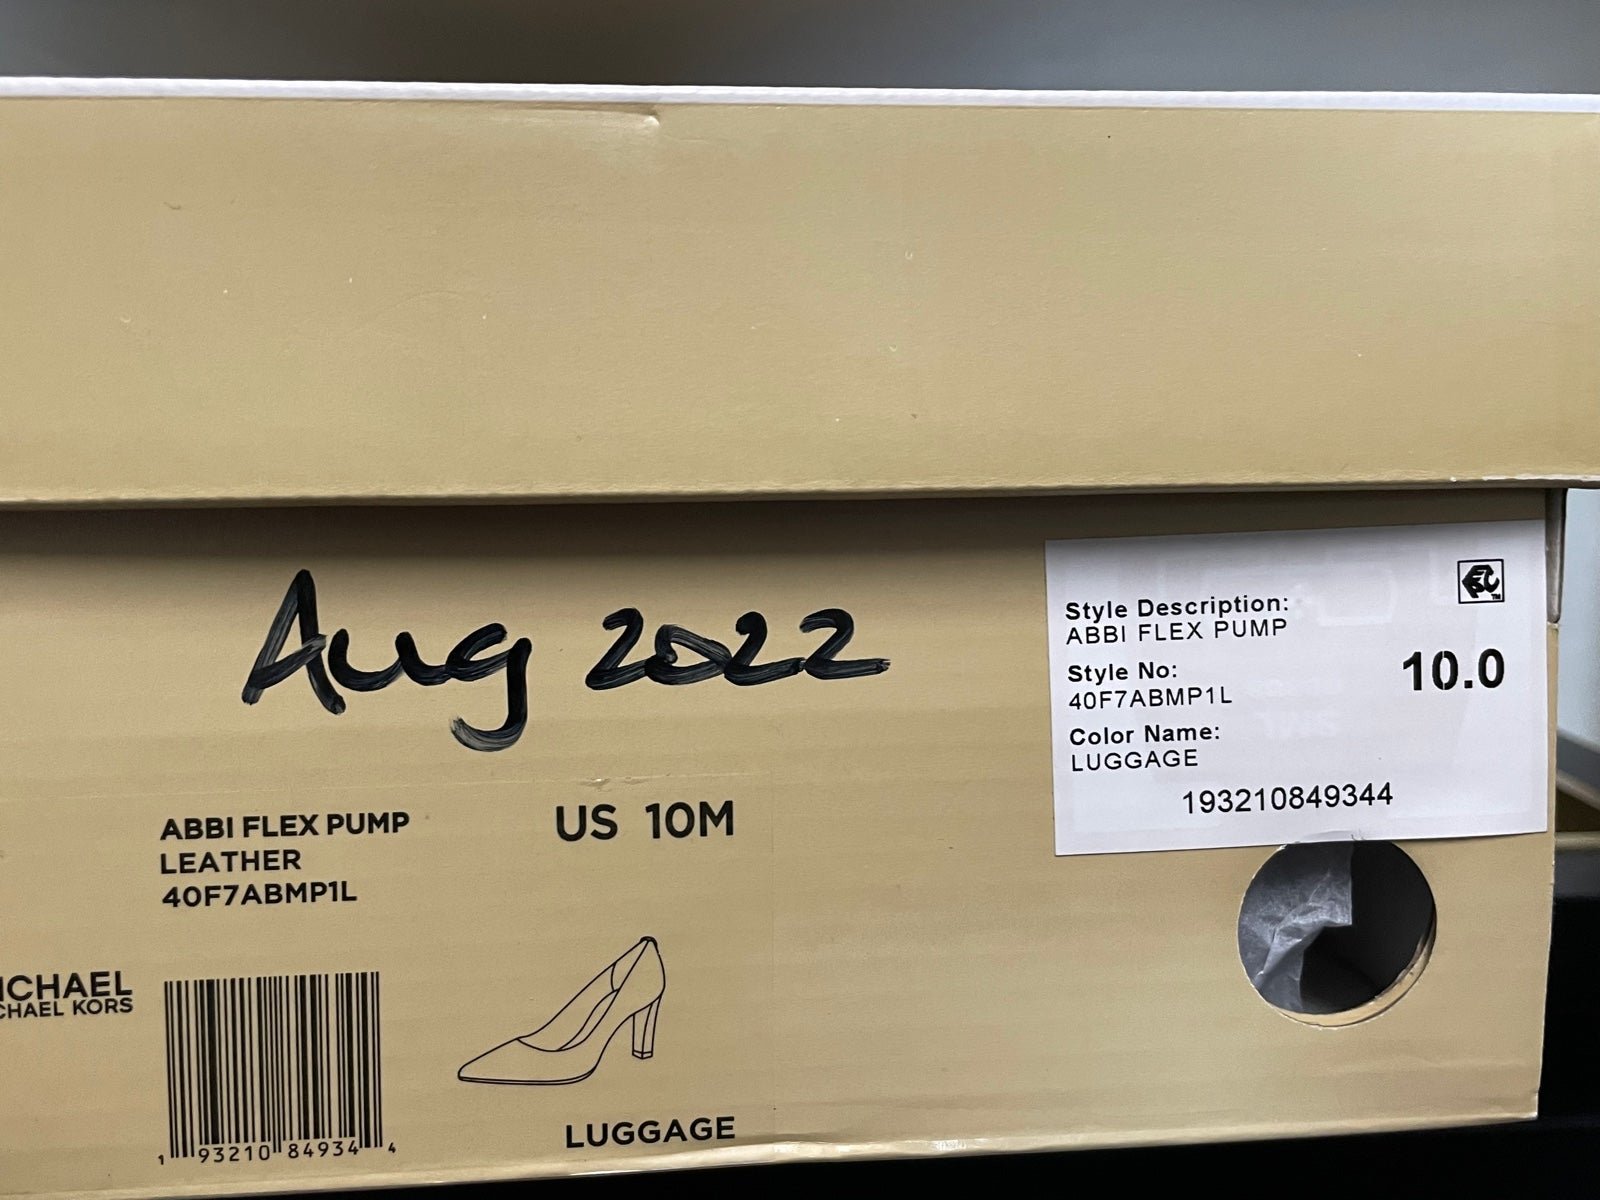 Aug 2022
ABBI FLEX PUMP
LEATHER
40F7ABMP1L
US 10M
ICHAEL
CHAEL KORS
1 93210 84934 4
LUGGAGE
Style Description:
ABBI FLEX PUMP
Style No:
40F7ABMP1L
10.0
Color Name:
LUGGAGE
193210849344